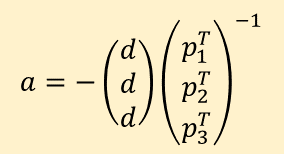 a = − (d d d) (p₁ᵀ p₂ᵀ p₃ᵀ)⁻¹